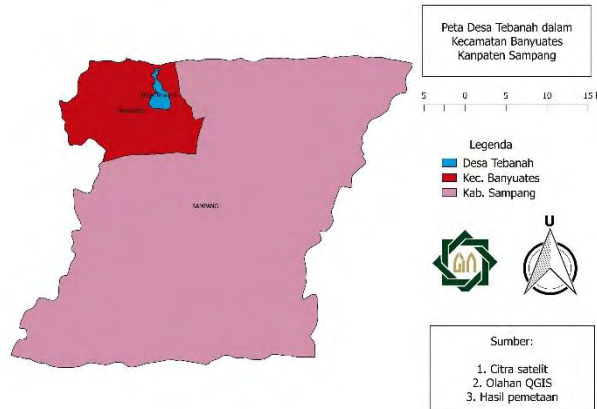 Peta Desa Tebanah dalam
Kecamatan Banyuates
Kanpaten Sampang
5 0 5 10 15
Legenda
Desa Tebanah
Kec. Banyuates
Kab. Sampang
SAMPANG
U
Sumber:
1. Citra satelit
2. Olahan QGIS
3. Hasil pemetaan